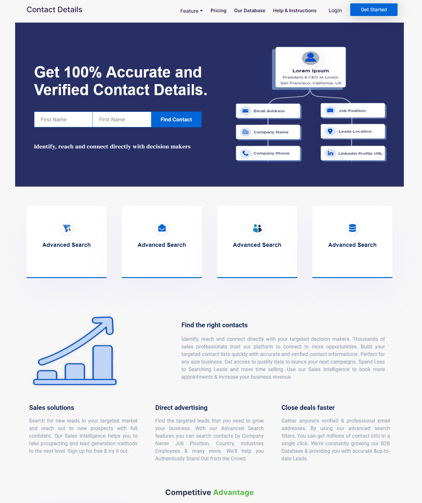 Contact Details
Feature Pricing Our Database Help & Instructions Login Get Started
Get 100% Accurate and
Verified Contact Details.
First Name First Name Find Contact
Identify, reach and connect directly with decision makers
Lorem Ipsum
President & CEO at Lorem
San Francisco, California, US
Email Address Job Position
Company Name Leads Location
Company Phone Linkedin Profile URL
Advanced Search Advanced Search Advanced Search Advanced Search
Find the right contacts
Identify, reach and connect directly with your targeted decision makers. Thousands of
sales professionals trust our platform to connect to more opportunities. Build your
targeted contact lists quickly with accurate and verified contact informations. Perfect for
any size business. Get access to quality data to launce your next campaigns. Spend Less
to Searching Leads and more time selling. Use our Sales Intelligence to book more
appointments & increase your business revenue.
Sales solutions
Search for new leads in your targeted market
and reach out to new prospects with full
confident. Our Sales Intelligence helps you to
take prospecting and lead generation methods
to the next level. Sign up for free & try it out
Direct advertising
Find the targeted leads that you need to grow
your business. With our Advanced Search
features you can search contacts by Company
Name Job Position, Country, Industries
Employees & many more. We'll help you
Authentically Stand Out from the Crowd.
Close deals faster
Gather anyone's verified & professional email
addresses. By using our advanced search
filters, You can get millions of contact info in a
single click. We're constantly growing our B2B
Databases & providing you with accurate &up-to-
date Leads.
Competitive Advantage